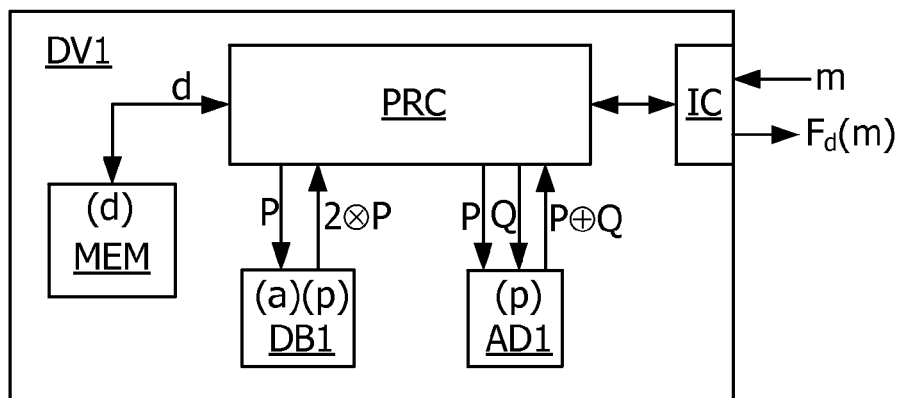 DV1
d
PRC
IC
m
F_d(m)
(d)
MEM
P
2⊗P
P
Q
P⊕Q
(a)(p)
DB1
(p)
AD1